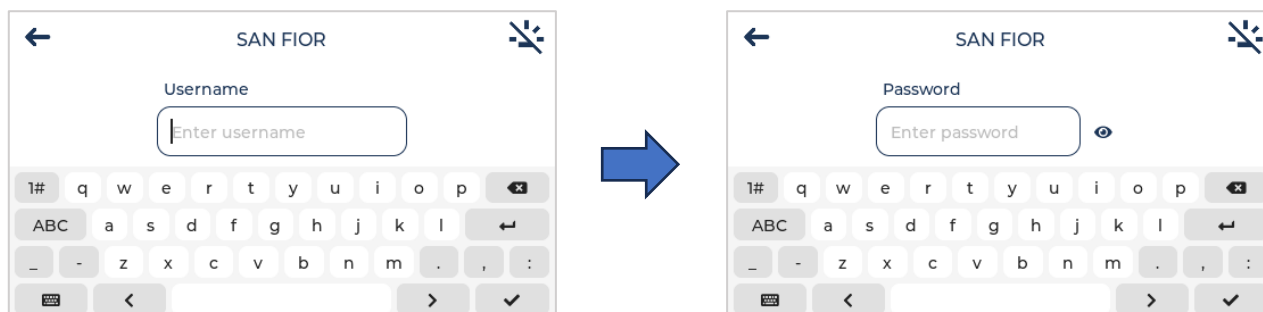 SAN FIOR
Username
Enter username
1# q w e r t y u i o p
ABC a s d f g h j k l
_ - z x c v b n m . , :
SAN FIOR
Password
Enter password
1# q w e r t y u i o p
ABC a s d f g h j k l
_ - z x c v b n m . , :